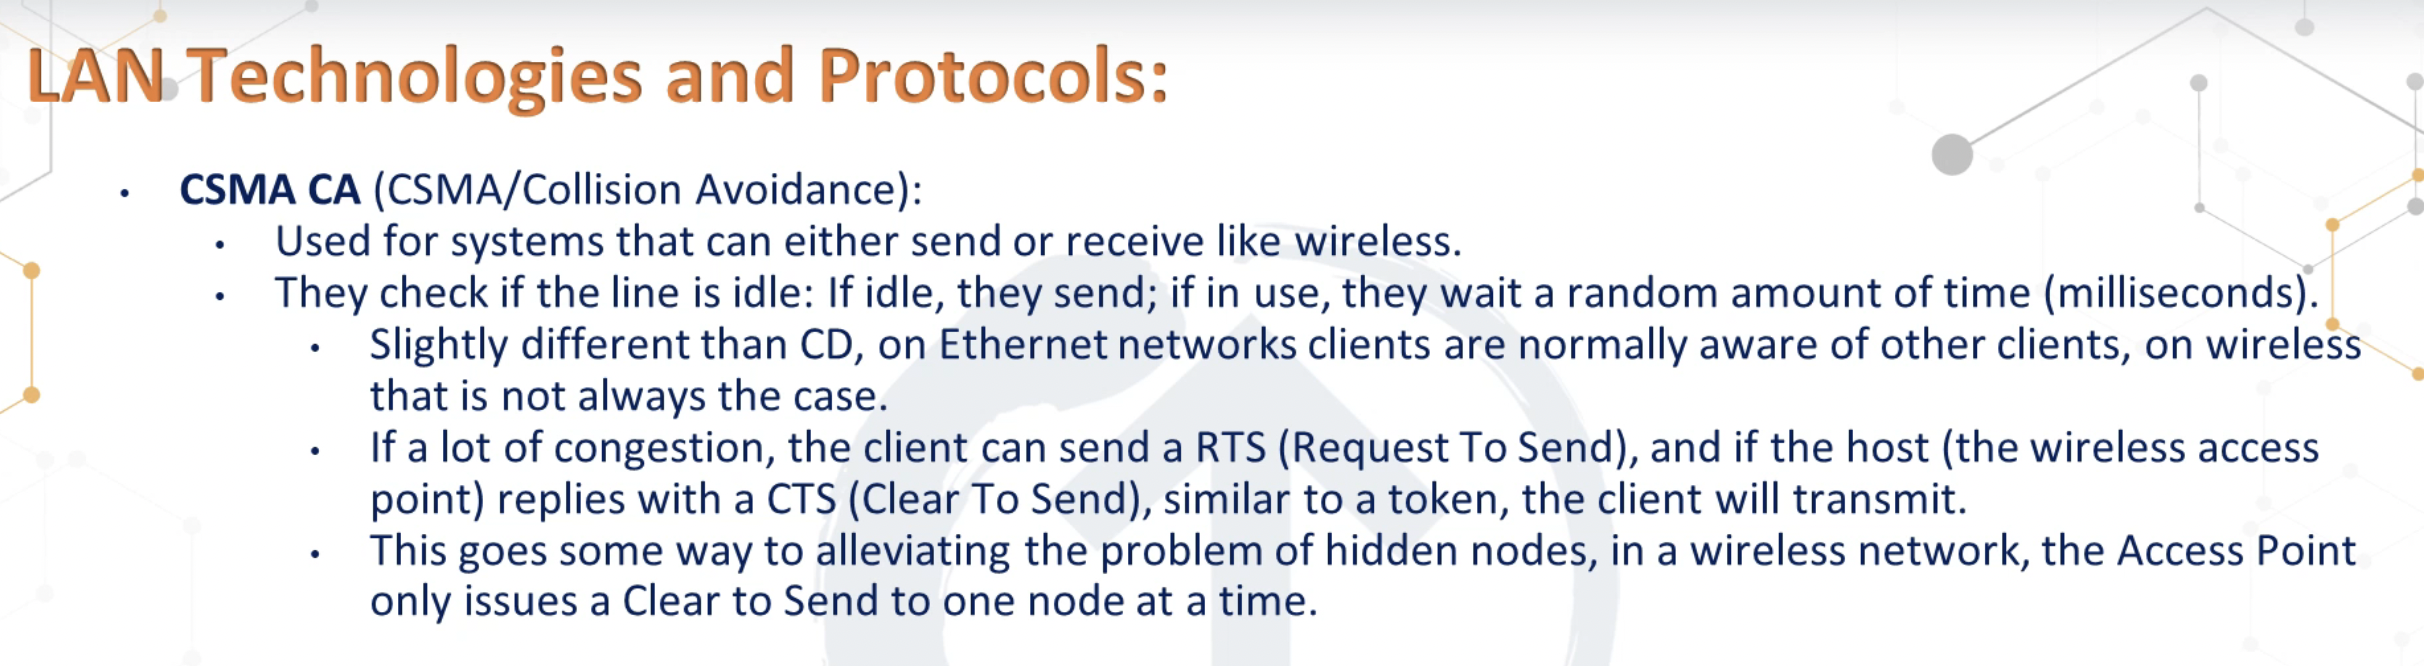 LAN Technologies and Protocols:
• CSMA CA (CSMA/Collision Avoidance):
• Used for systems that can either send or receive like wireless.
• They check if the line is idle: If idle, they send; if in use, they wait a random amount of time (milliseconds).
• Slightly different than CD, on Ethernet networks clients are normally aware of other clients, on wireless
that is not always the case.
• If a lot of congestion, the client can send a RTS (Request To Send), and if the host (the wireless access
point) replies with a CTS (Clear To Send), similar to a token, the client will transmit.
• This goes some way to alleviating the problem of hidden nodes, in a wireless network, the Access Point
only issues a Clear to Send to one node at a time.